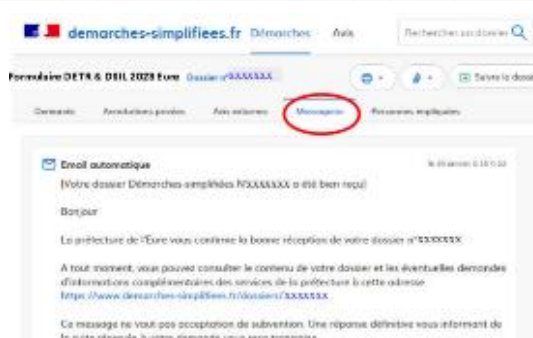 demarches-simplifiees.fr Démarches Avis Rechercher un dossier
Formulaire DETR & DSIL 2023 Eure Dossier n°XXXXXXX Suivre le dossier
Demande Annotations privées Avis externes Messagerie Personnes impliquées
Email automatique
[Votre dossier Démarches-simplifiées N°XXXXXXX a été bien reçu]
Bonjour
La préfecture de l'Eure vous confirme la bonne réception de votre dossier n°XXXXXXX
A tout moment, vous pouvez consulter le contenu de votre dossier et les éventuelles demandes
d'informations complémentaires des services de la préfecture à cette adresse
https://www.demarches-simplifiees.fr/dossiers/XXXXXXX
Ce message ne vaut pas acceptation de subvention. Une réponse définitive vous informant de